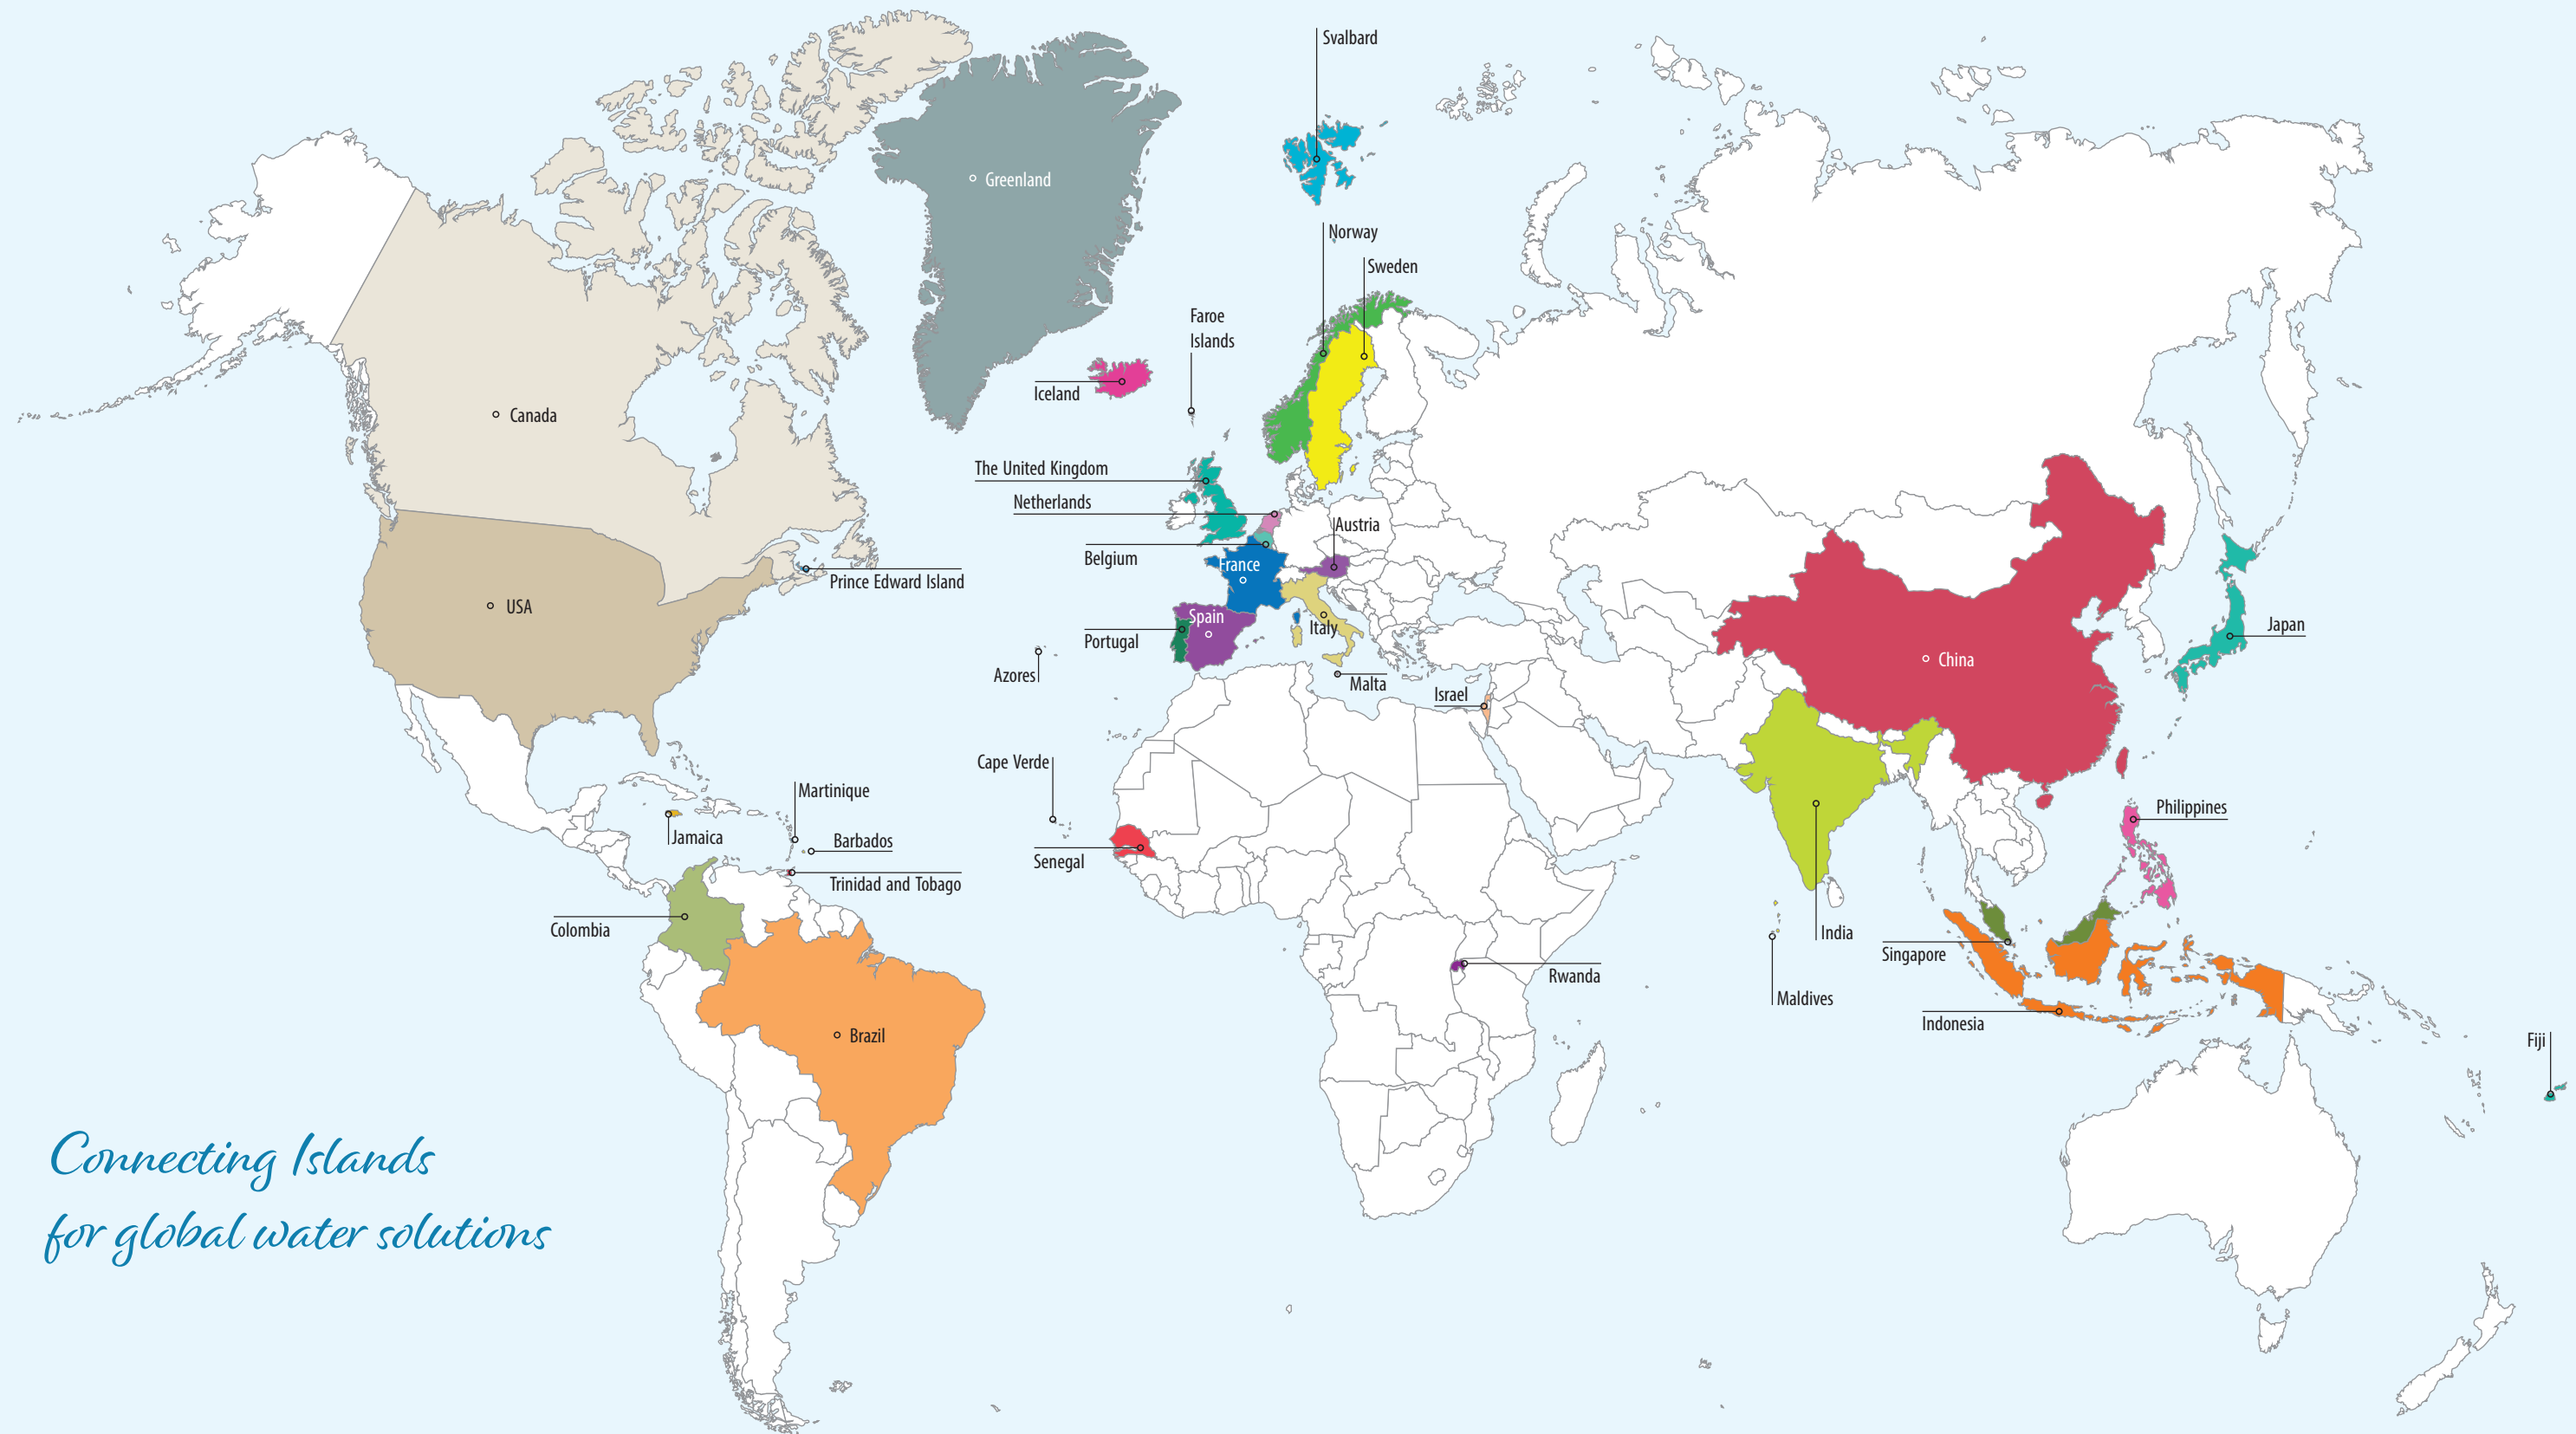 Svalbard
Greenland
Norway
Sweden
Faroe
Islands
Iceland
Canada
The United Kingdom
Netherlands
Austria
Belgium
France
Prince Edward Island
USA
Spain
Italy
Portugal
Japan
China
Azores
Malta
Israel
Cape Verde
Martinique
Philippines
Jamaica
Barbados
Senegal
Trinidad and Tobago
Colombia
India
Singapore
Rwanda
Maldives
Indonesia
Brazil
Fiji
Connecting Islands
for global water solutions